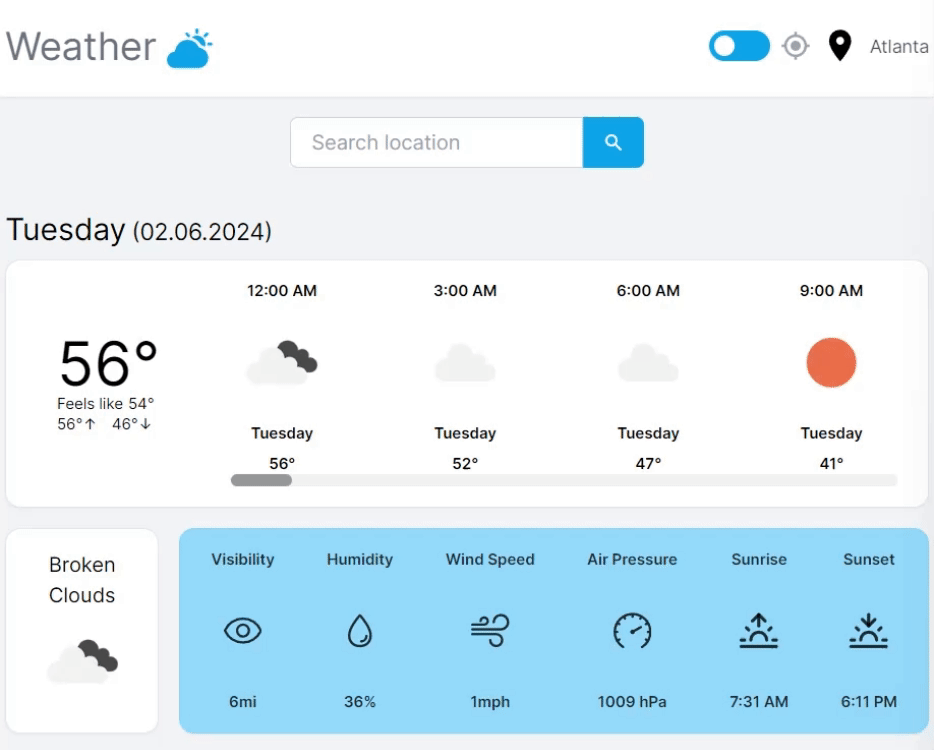 Weather
Atlanta
Search location
Tuesday (02.06.2024)
12:00 AM 3:00 AM 6:00 AM 9:00 AM
56°
Feels like 54°
56°↑ 46°↓
Tuesday Tuesday Tuesday Tuesday
56° 52° 47° 41°
Broken
Clouds
Visibility Humidity Wind Speed Air Pressure Sunrise Sunset
6mi 36% 1mph 1009 hPa 7:31 AM 6:11 PM